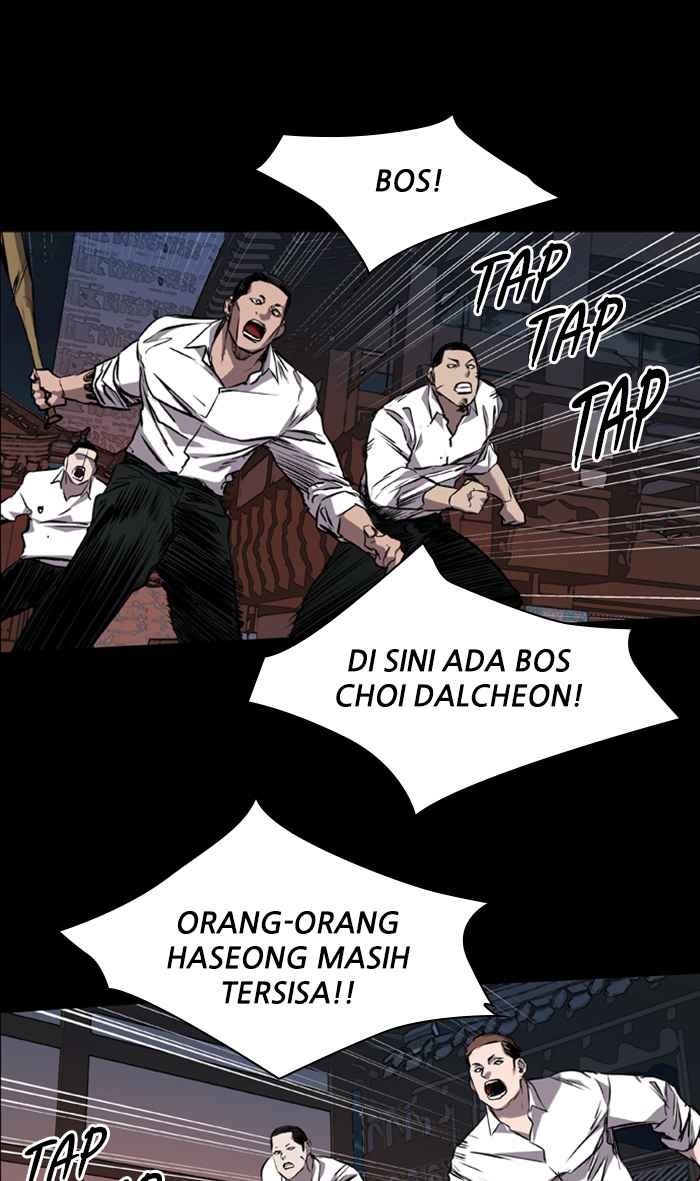 BOS!
TAP
TAP
TAP
DI SINI ADA BOS
CHOI DALCHEON!
ORANG-ORANG
HASEONG MASIH
TERSISA!!
TAP